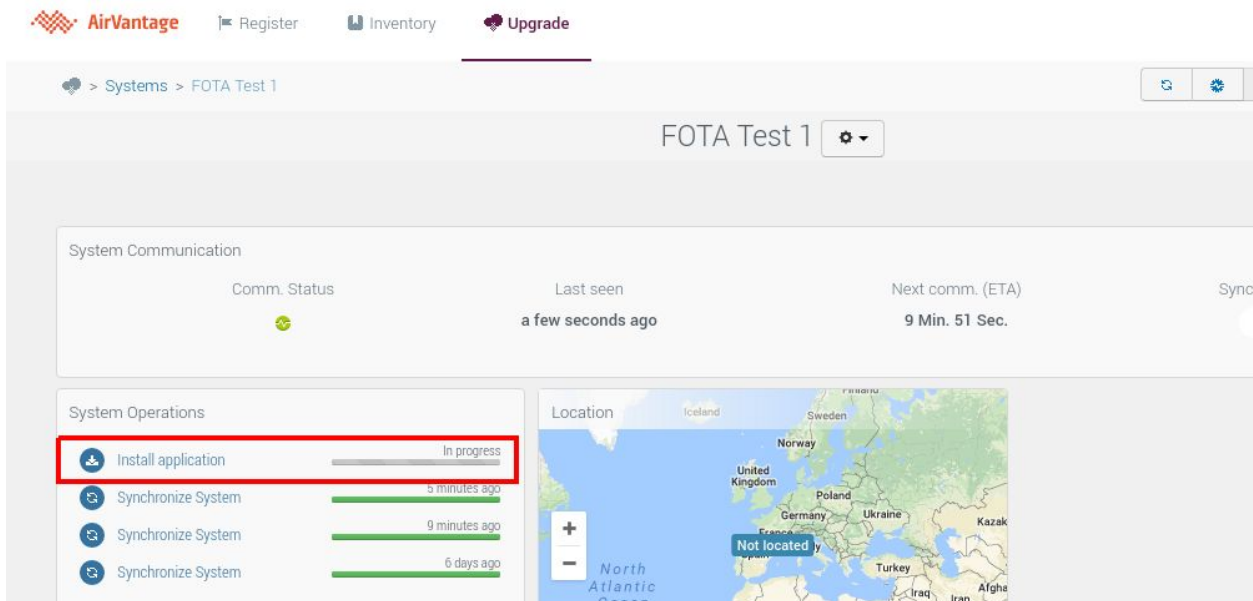 AirVantage Register Inventory Upgrade
> Systems > FOTA Test 1
FOTA Test 1
System Communication
Comm. Status Last seen Next comm. (ETA) Sync
a few seconds ago 9 Min. 51 Sec.
System Operations
Install application In progress
Synchronize System 5 minutes ago
Synchronize System 9 minutes ago
Synchronize System 6 days ago
Location
Finland
Iceland
Sweden
Norway
United
Kingdom
Poland
Germany
Ukraine
Kazak
France
Not located
Turkey
North
Atlantic
Iraq
Iran
Afgha
+
−